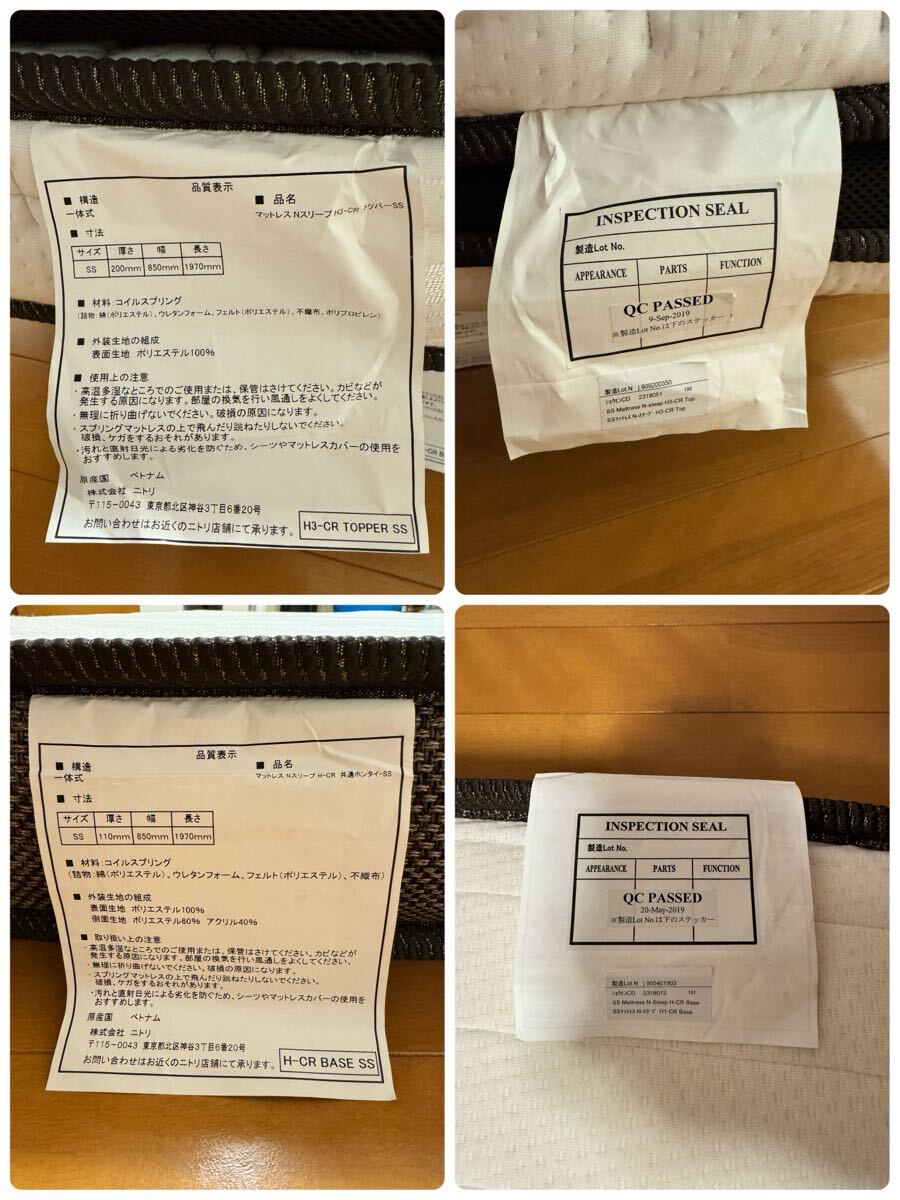 品質表示
■ 構造
一体式
■ 品名
マットレス Nスリープ H3-CR トッパーSS
■ 寸法
サイズ 厚さ 幅 長さ
SS 200mm 850mm 1970mm
■ 材料:コイルスプリング
(詰物:綿(ポリエステル)、ウレタンフォーム、フェルト(ポリエステル)、不織布、ポリプロピレン)
■ 外装生地の組成
表面生地 ポリエステル100%
■ 使用上の注意
・高温多湿なところでのご使用または、保管はさけてください。カビなどが
発生する原因になります。部屋の換気を行い風通しをよくしてください。
・無理に折り曲げないでください。破損の原因になります。
・スプリングマットレスの上で飛んだり跳ねたりしないでください。
破損、ケガをするおそれがあります。
・汚れと直射日光による劣化を防ぐため、シーツやマットレスカバーの使用を
おすすめします。
原産国 ベトナム
株式会社 ニトリ
〒115-0043 東京都北区神谷3丁目6番20号
お問い合わせはお近くのニトリ店舗にて承ります。
H3-CR TOPPER SS
INSPECTION SEAL
製造Lot No.
APPEARANCE PARTS FUNCTION
QC PASSED
9-Sep-2019
※製造Lot No.は下のステッカー
製造Lot.N J909200350
ショウヒンCD 2318051 190
SS Mattress N-sleep H3-CR Top
SSマットレス N-スリープ H3-CR Top
品質表示
■ 構造
一体式
■ 品名
マットレス Nスリープ H-CR 共通ホンタイ-SS
■ 寸法
サイズ 厚さ 幅 長さ
SS 110mm 850mm 1970mm
■ 材料:コイルスプリング
(詰物:綿(ポリエステル)、ウレタンフォーム、フェルト(ポリエステル)、不織布)
■ 外装生地の組成
表面生地 ポリエステル100%
側面生地 ポリエステル60% アクリル40%
■ 取り扱い上の注意
・高温多湿なところでのご使用または、保管はさけてください。カビなどが
発生する原因になります。部屋の換気を行い風通しをよくしてください。
・無理に折り曲げないでください。破損の原因になります。
・スプリングマットレスの上で飛んだり跳ねたりしないでください。
破損、ケガをするおそれがあります。
・汚れと直射日光による劣化を防ぐため、シーツやマットレスカバーの使用を
おすすめします。
原産国 ベトナム
株式会社 ニトリ
〒115-0043 東京都北区神谷3丁目6番20号
お問い合わせはお近くのニトリ店舗にて承ります。
H-CR BASE SS
INSPECTION SEAL
製造Lot No.
APPEARANCE PARTS FUNCTION
QC PASSED
20-May-2019
※製造Lot No.は下のステッカー
製造Lot.N J905401803
ショウヒンCD 2318012 151
SS Mattress N-Sleep H-CR Base
SSマットレス N-スリープ H1-CR Base